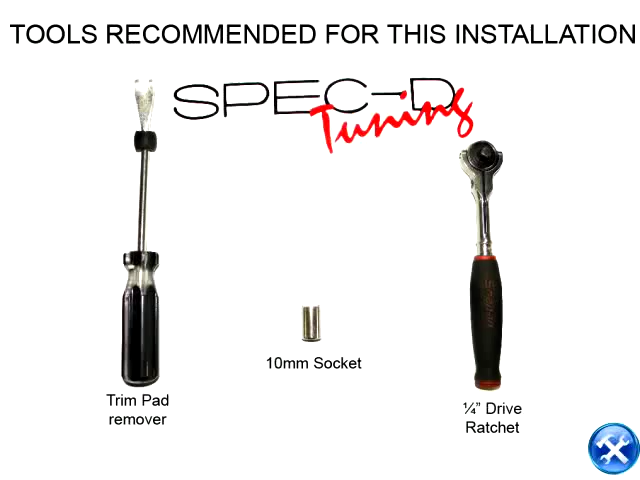 TOOLS RECOMMENDED FOR THIS INSTALLATION
SPEC-D
Tuning
10mm Socket
Trim Pad
remover
¼” Drive
Ratchet